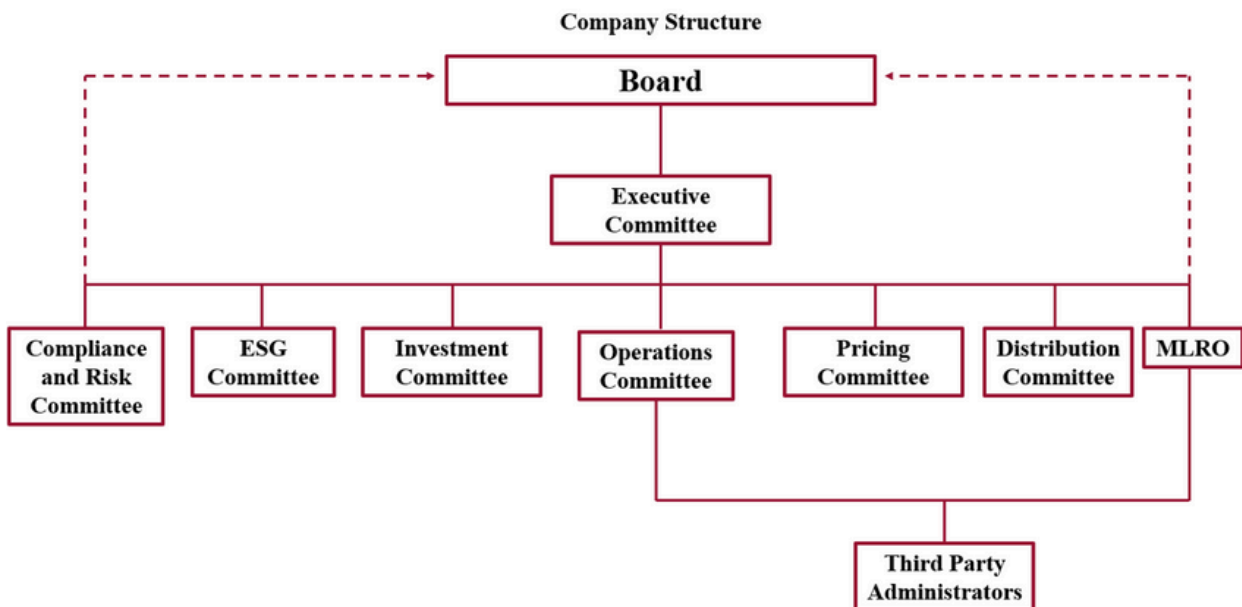 Company Structure
Board
Executive
Committee
Compliance
and Risk
Committee
ESG
Committee
Investment
Committee
Operations
Committee
Pricing
Committee
Distribution
Committee
MLRO
Third Party
Administrators